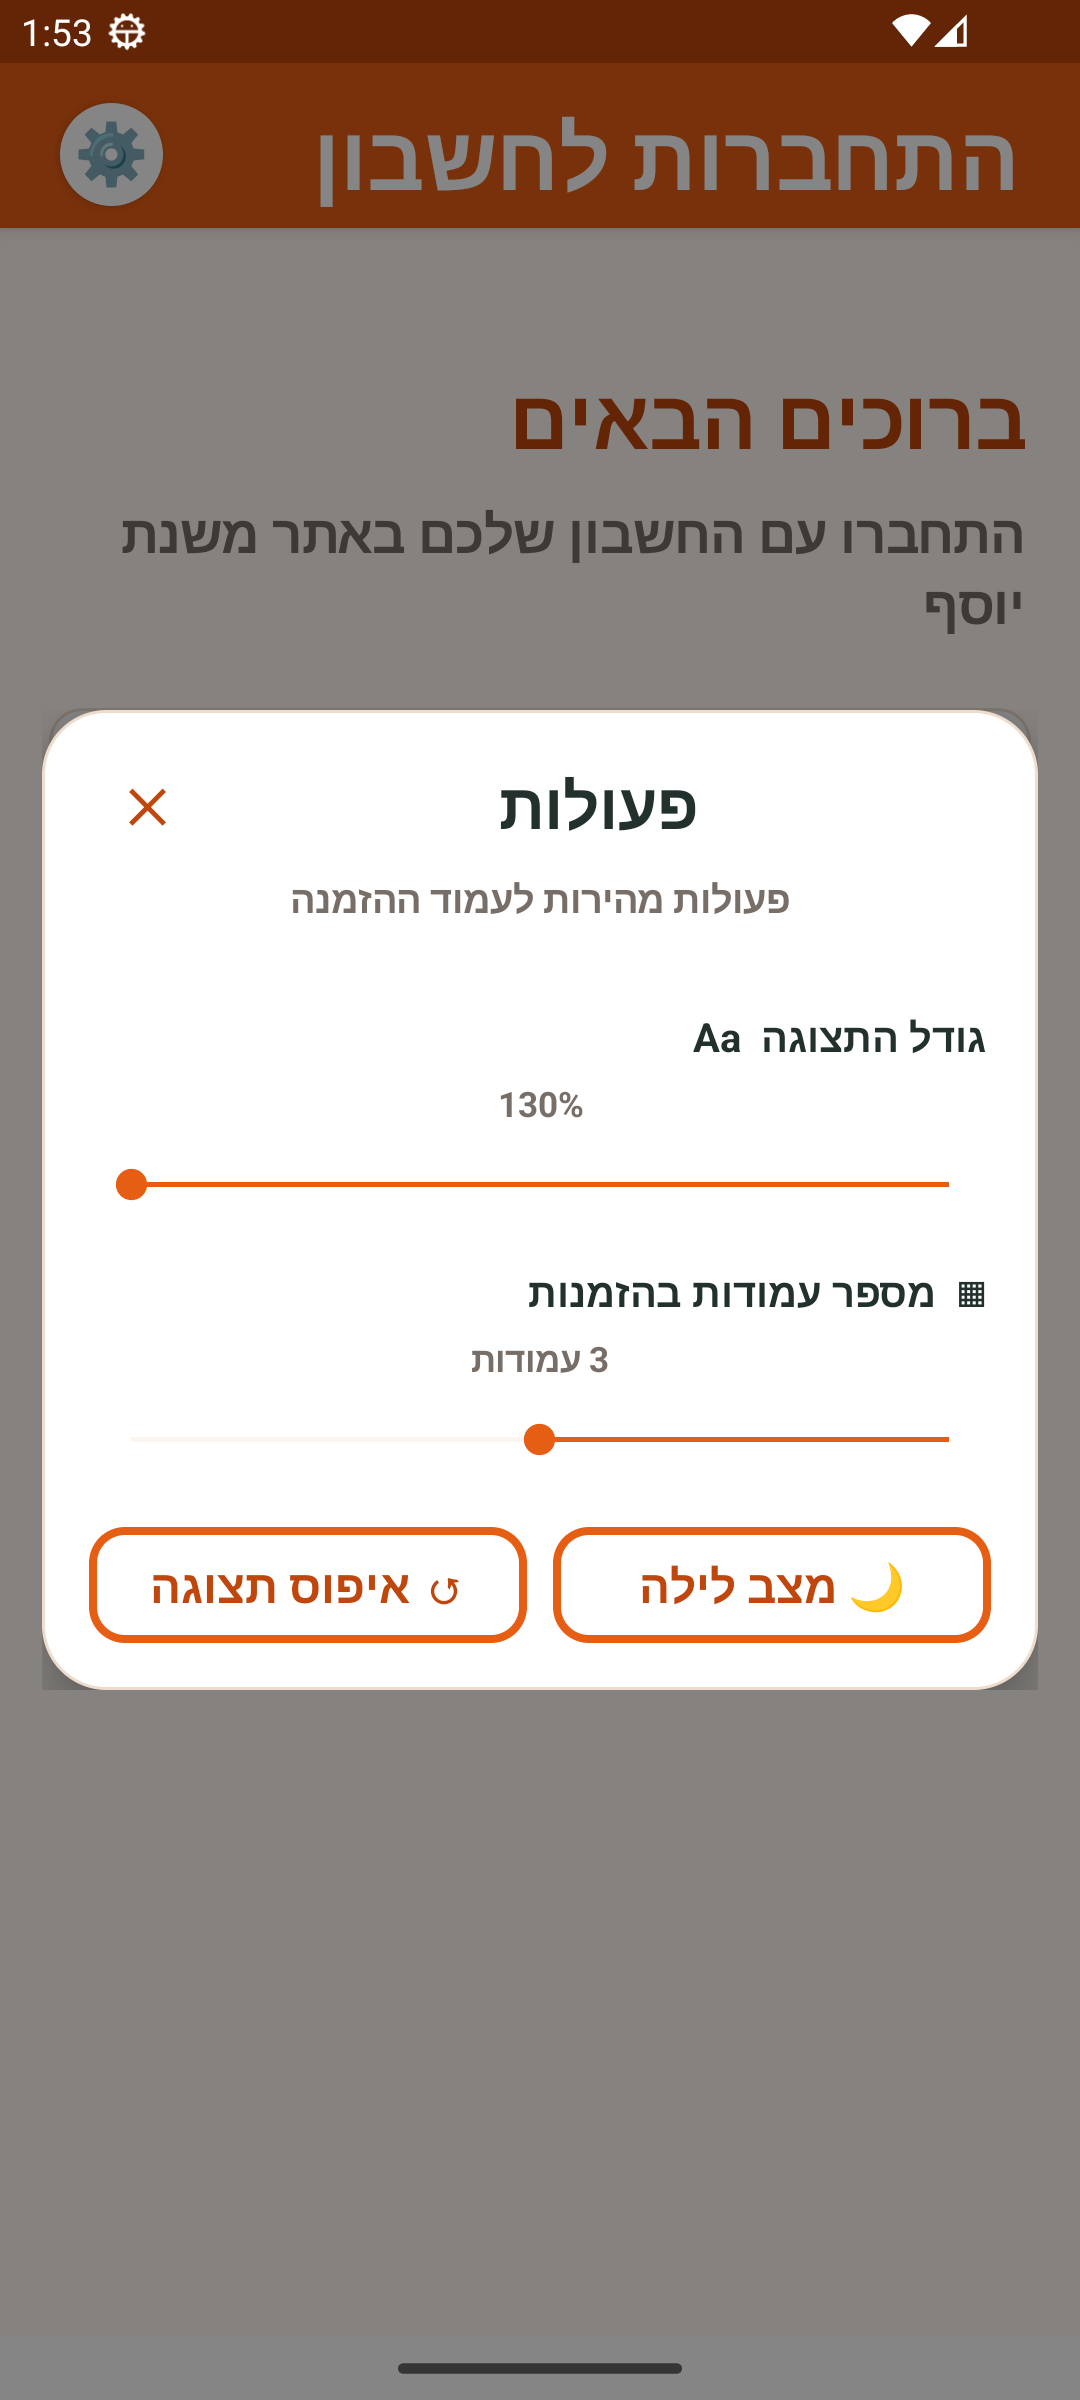 1:53
התחברות לחשבון
ברוכים הבאים
התחברו עם החשבון שלכם באתר משנת
יוסף
פעולות
פעולות מהירות לעמוד ההזמנה
גודל התצוגה Aa
130%
מספר עמודות בהזמנות
3 עמודות
מצב לילה
איפוס תצוגה